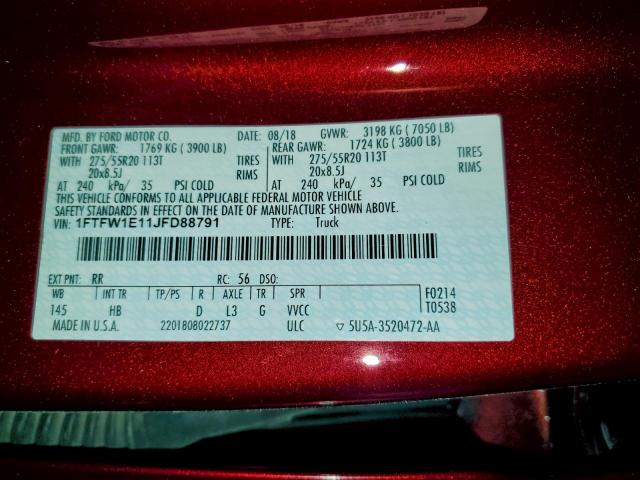 MFD. BY FORD MOTOR CO. DATE: 08/18 GVWR: 3198 KG ( 7050 LB)
FRONT GAWR: 1769 KG ( 3900 LB) REAR GAWR: 1724 KG ( 3800 LB)
WITH 275/55R20 113T TIRES WITH 275/55R20 113T TIRES
20x8.5J RIMS 20x8.5J RIMS
AT 240 kPa/ 35 PSI COLD AT 240 kPa/ 35 PSI COLD
THIS VEHICLE CONFORMS TO ALL APPLICABLE FEDERAL MOTOR VEHICLE
SAFETY STANDARDS IN EFFECT ON THE DATE OF MANUFACTURE SHOWN ABOVE.
VIN: 1FTFW1E11JFD88791 TYPE: Truck
EXT PNT: RR RC: 56 DSO:
WB INT TR TP/PS R AXLE TR SPR F0214
145 HB D L3 G VVCC T0538
MADE IN U.S.A. 2201808022737 ULC ▽ 5U5A-3520472-AA